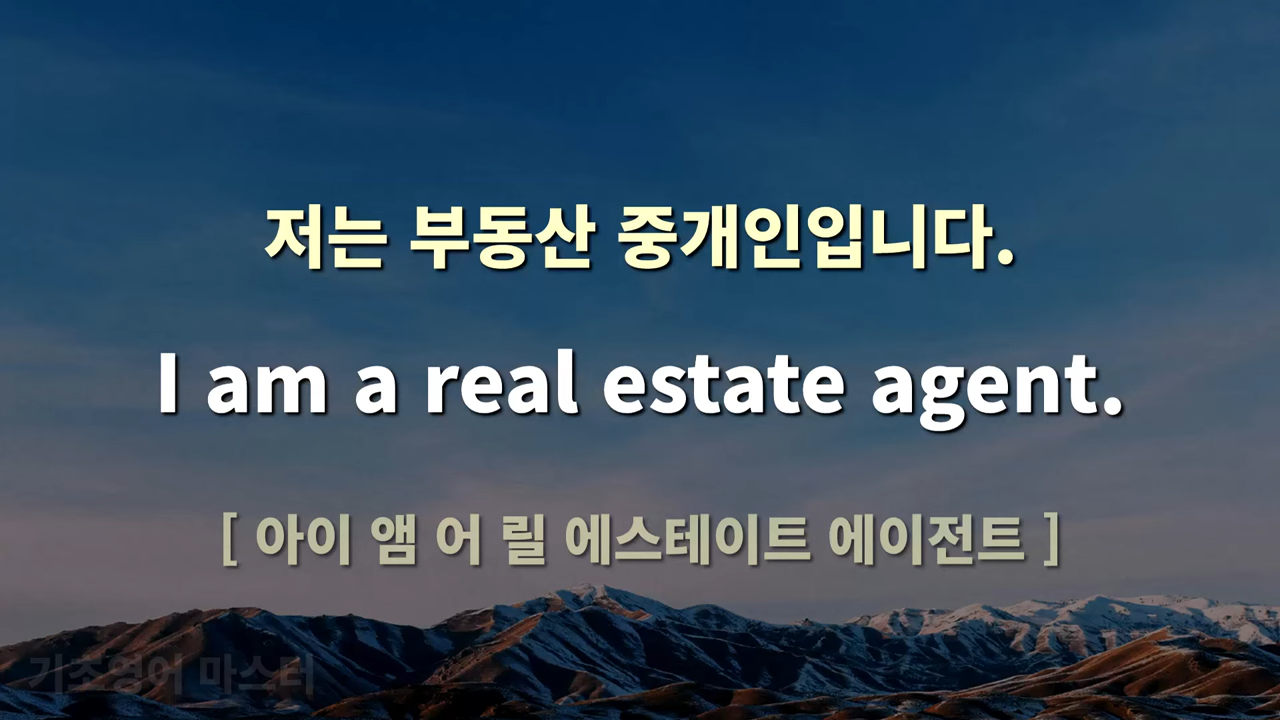 저는 부동산 중개인입니다.
I am a real estate agent.
[ 아이 앰 어 릴 에스테이트 에이전트 ]
기초영어 마스터